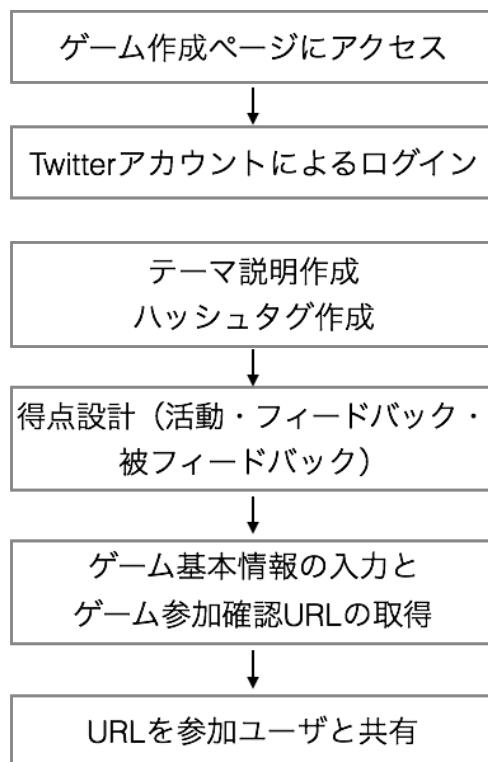 ゲーム作成ページにアクセス
Twitterアカウントによるログイン
テーマ説明作成
ハッシュタグ作成
得点設計（活動・フィードバック・
被フィードバック）
ゲーム基本情報の入力と
ゲーム参加確認URLの取得
URLを参加ユーザと共有